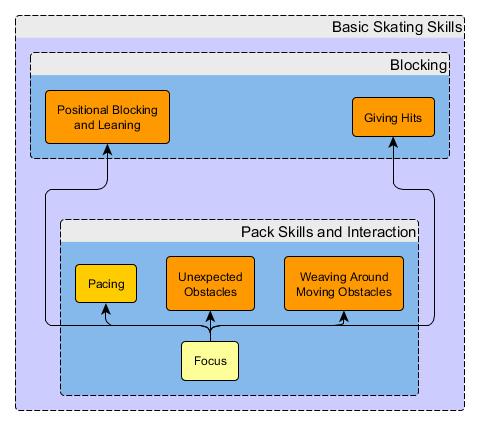 Basic Skating Skills
Blocking
Positional Blocking
and Leaning
Giving Hits
Pack Skills and Interaction
Pacing
Unexpected
Obstacles
Weaving Around
Moving Obstacles
Focus